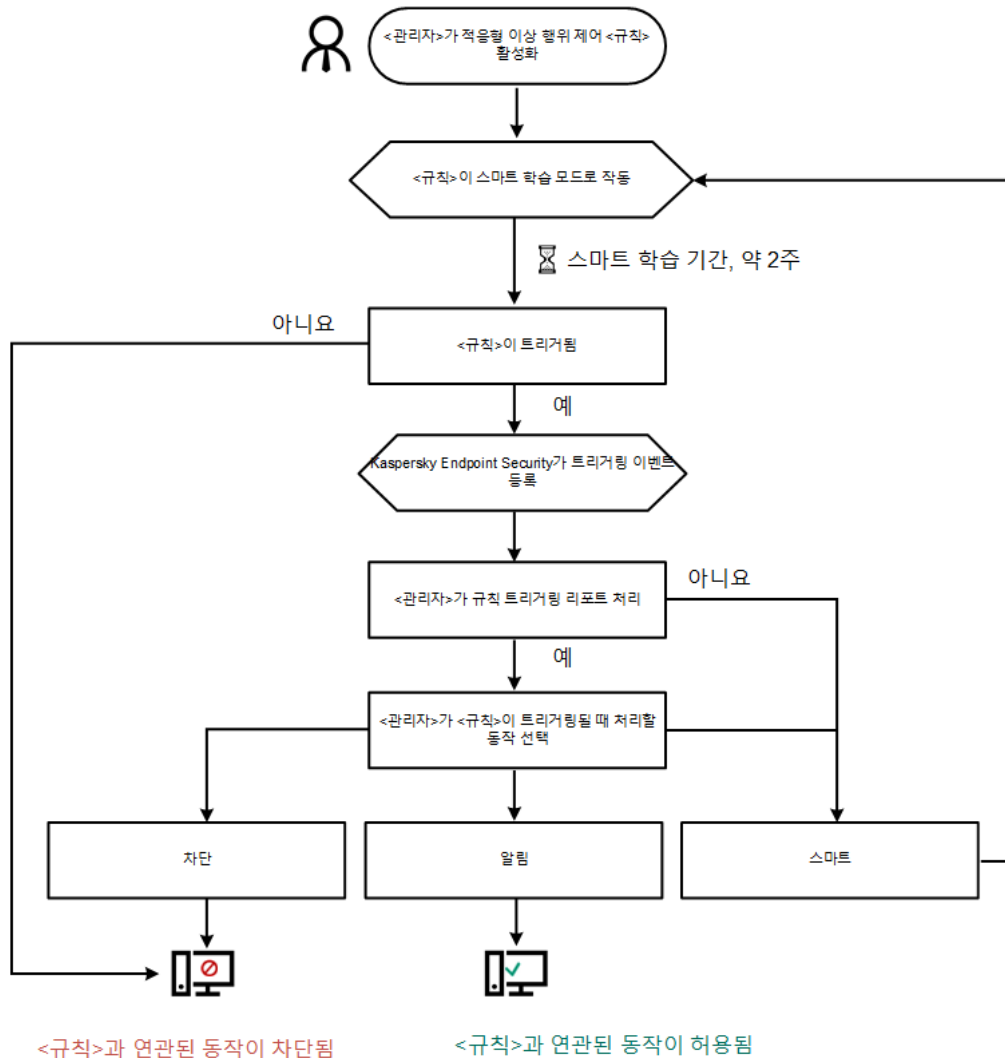 <관리자>가 적응형 이상 행위 제어 <규칙>
활성화
<규칙>이 스마트 학습 모드로 작동
스마트 학습 기간, 약 2주
아니요
<규칙>이 트리거됨
예
Kaspersky Endpoint Security가 트리거링 이벤트
등록
아니요
<관리자>가 규칙 트리거링 리포트 처리
예
<관리자>가 <규칙>이 트리거링될 때 처리할
동작 선택
차단
알림
스마트
<규칙>과 연관된 동작이 차단됨
<규칙>과 연관된 동작이 허용됨